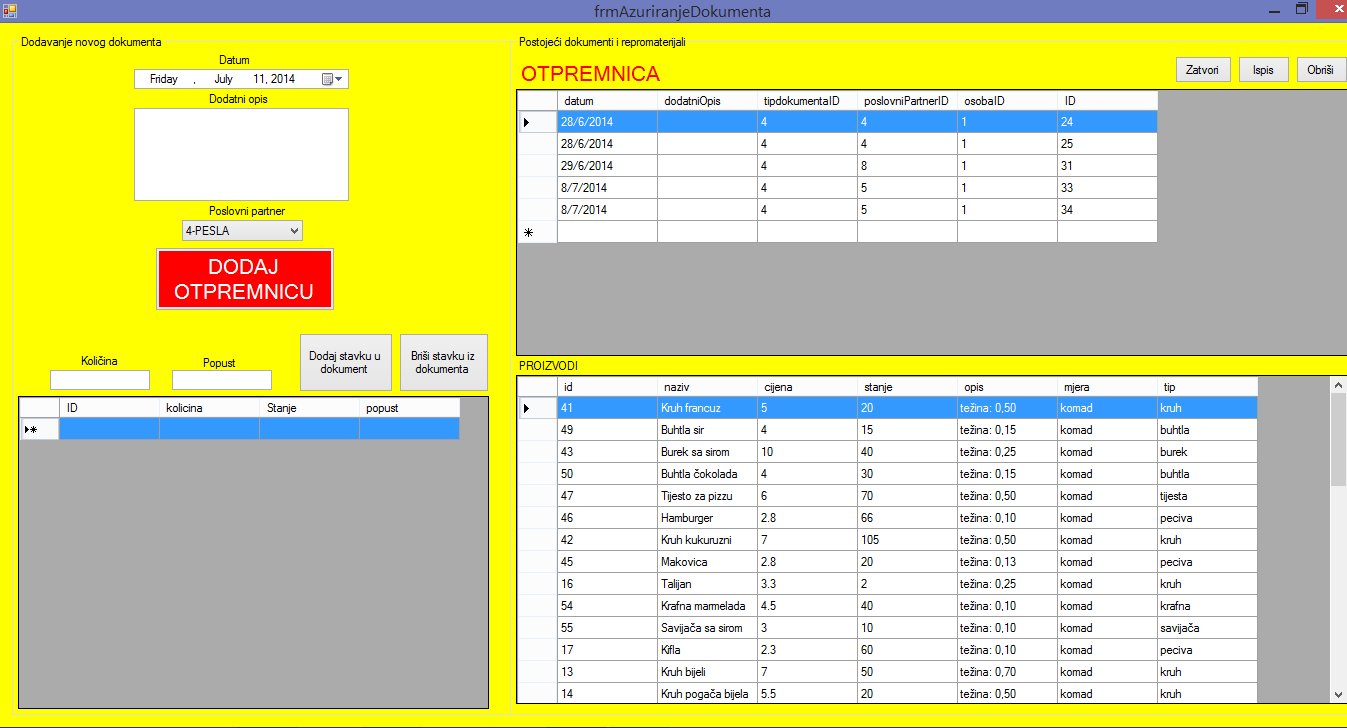 frmAzuriranjeDokumenta
Dodavanje novog dokumenta
Datum
Friday , July 11, 2014
Dodatni opis
Poslovni partner
4-PESLA
DODAJ
OTPREMNICU
Količina
Popust
Dodaj stavku u
dokument
Briši stavku iz
dokumenta
ID kolicina Stanje popust
Postojeći dokumenti i repromaterijali
OTPREMNICA
Zatvori
Ispis
Obriši
datum dodatniOpis tipdokumentaID poslovniPartnerID osobaID ID
28/6/2014 4 4 1 24
28/6/2014 4 4 1 25
29/6/2014 4 8 1 31
8/7/2014 4 5 1 33
8/7/2014 4 5 1 34
PROIZVODI
id naziv cijena stanje opis mjera tip
41 Kruh francuz 5 20 težina: 0,50 komad kruh
49 Buhtla sir 4 15 težina: 0,15 komad buhtla
43 Burek sa sirom 10 40 težina: 0,25 komad burek
50 Buhtla čokolada 4 30 težina: 0,15 komad buhtla
47 Tijesto za pizzu 6 70 težina: 0,50 komad tijesta
46 Hamburger 2.8 66 težina: 0,10 komad peciva
42 Kruh kukuruzni 7 105 težina: 0,50 komad kruh
45 Makovica 2.8 20 težina: 0,13 komad peciva
16 Talijan 3.3 2 težina: 0,25 komad kruh
54 Krafna marmelada 4.5 40 težina: 0,10 komad krafna
55 Savijača sa sirom 3 10 težina: 0,10 komad savijača
17 Kifla 2.3 60 težina: 0,10 komad peciva
13 Kruh bijeli 7 50 težina: 0,70 komad kruh
14 Kruh pogača bijela 5.5 20 težina: 0,50 komad kruh